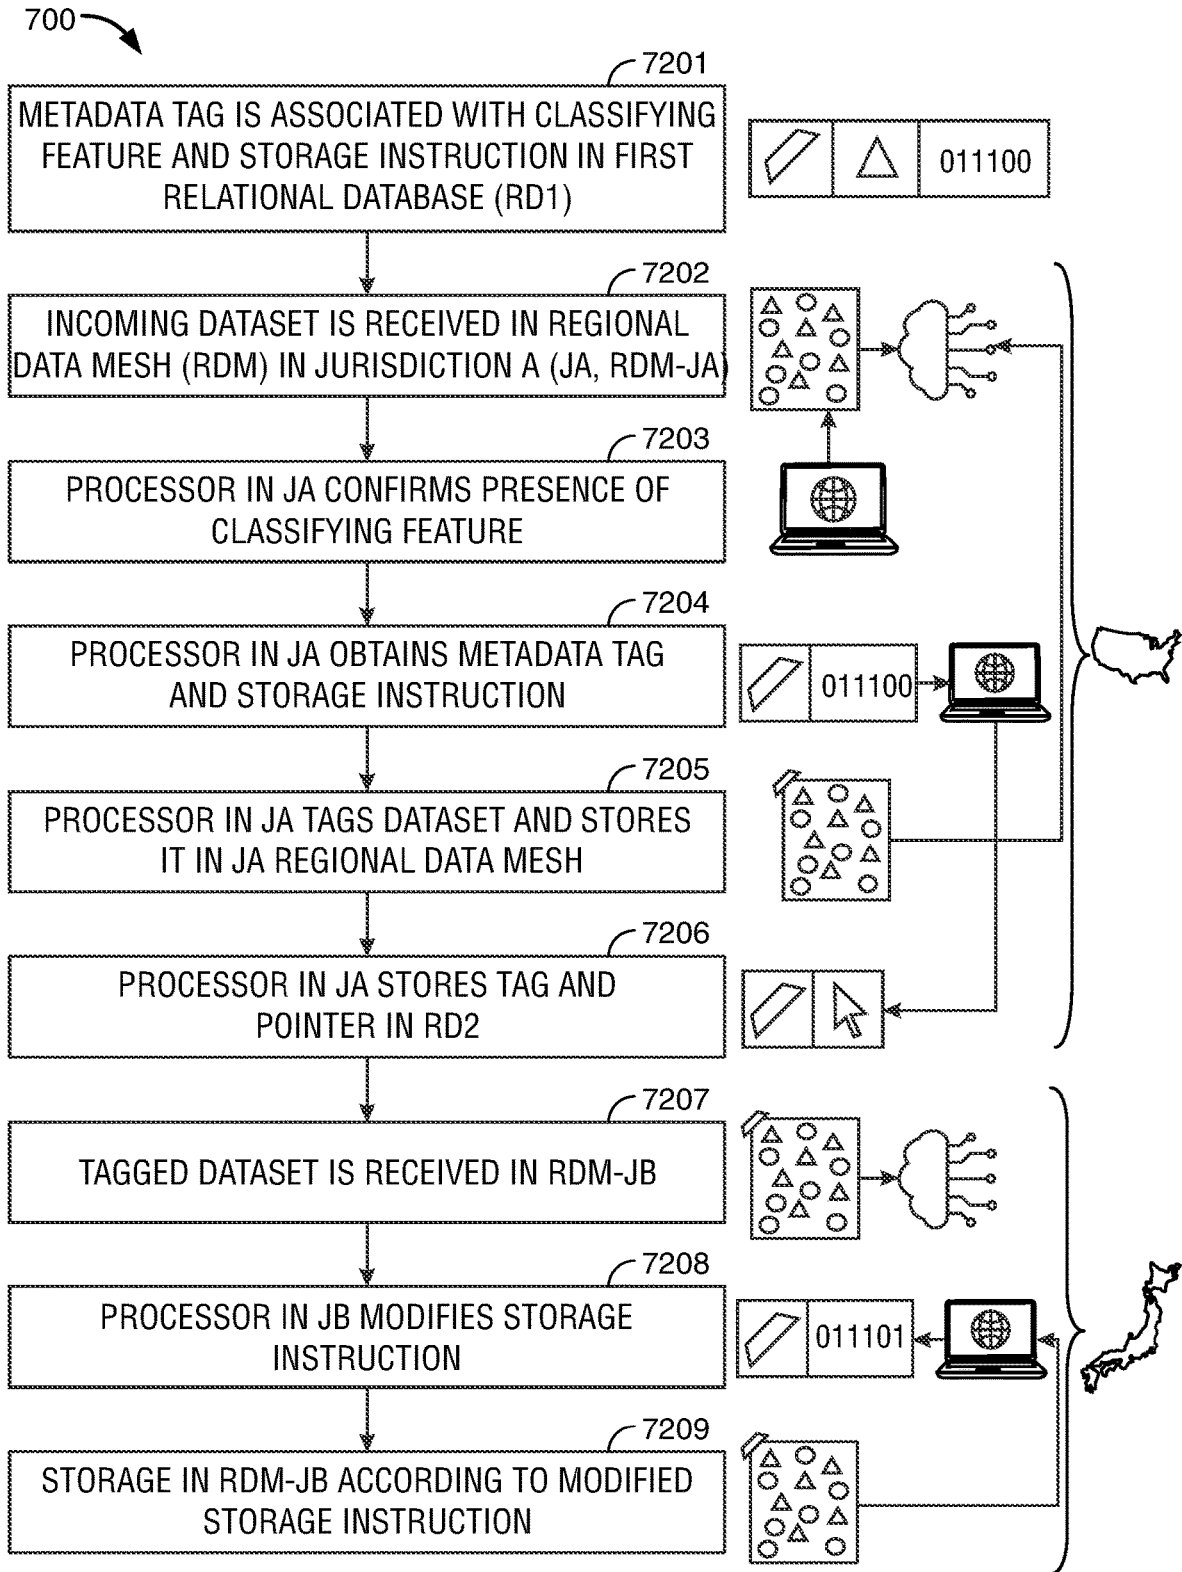 700
7201
METADATA TAG IS ASSOCIATED WITH CLASSIFYING
FEATURE AND STORAGE INSTRUCTION IN FIRST
RELATIONAL DATABASE (RD1)
011100
7202
INCOMING DATASET IS RECEIVED IN REGIONAL
DATA MESH (RDM) IN JURISDICTION A (JA, RDM-JA)
7203
PROCESSOR IN JA CONFIRMS PRESENCE OF
CLASSIFYING FEATURE
7204
PROCESSOR IN JA OBTAINS METADATA TAG
AND STORAGE INSTRUCTION
011100
7205
PROCESSOR IN JA TAGS DATASET AND STORES
IT IN JA REGIONAL DATA MESH
7206
PROCESSOR IN JA STORES TAG AND
POINTER IN RD2
7207
TAGGED DATASET IS RECEIVED IN RDM-JB
7208
PROCESSOR IN JB MODIFIES STORAGE
INSTRUCTION
011101
7209
STORAGE IN RDM-JB ACCORDING TO MODIFIED
STORAGE INSTRUCTION